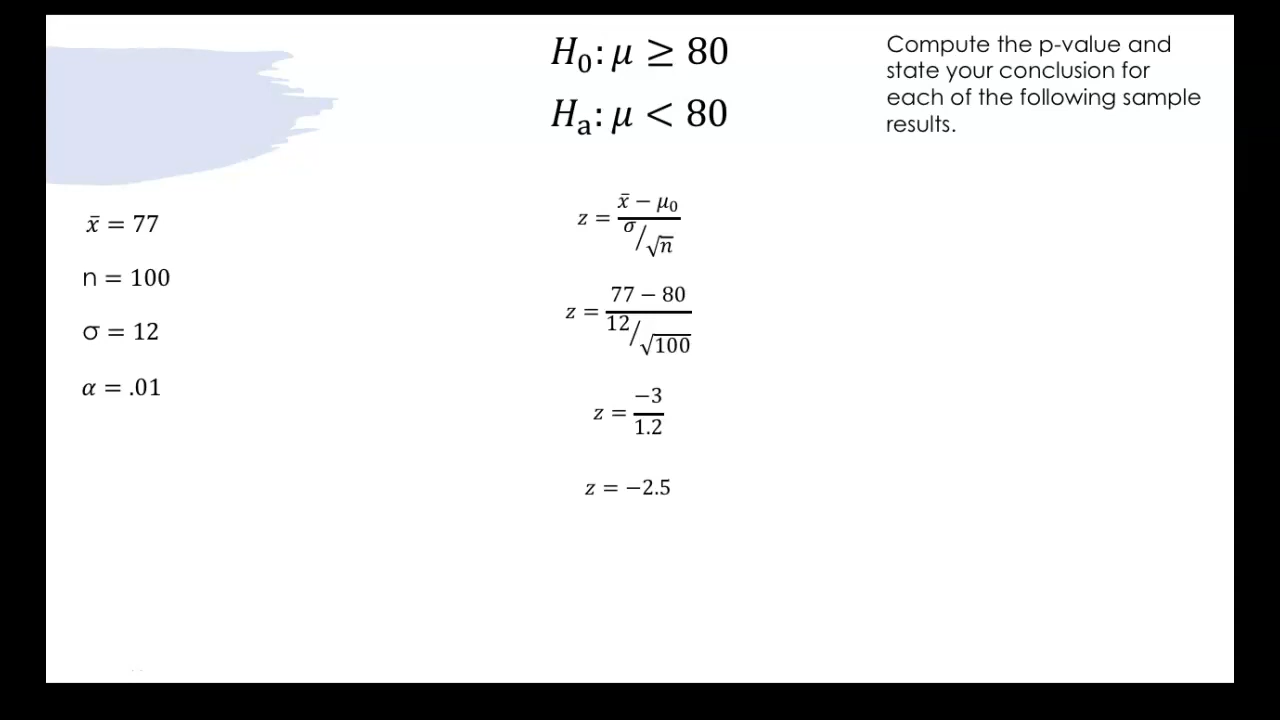 H₀: μ ≥ 80
Hₐ: μ < 80
Compute the p-value and
state your conclusion for
each of the following sample
results.
x̄ = 77
n = 100
σ = 12
α = .01
z = (x̄ − μ₀) / (σ/√n)
z = (77 − 80) / (12/√100)
z = −3 / 1.2
z = −2.5